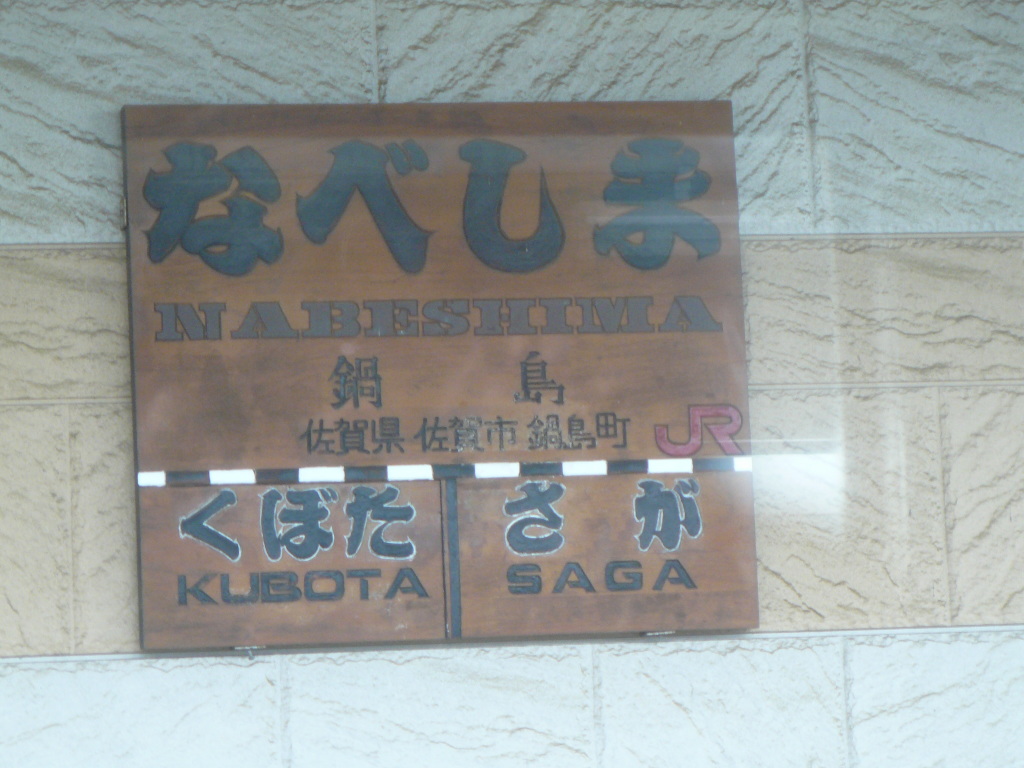 なべしま
NABESHIMA
鍋島
佐賀県 佐賀市 鍋島町 JR
くぼた さが
KUBOTA SAGA